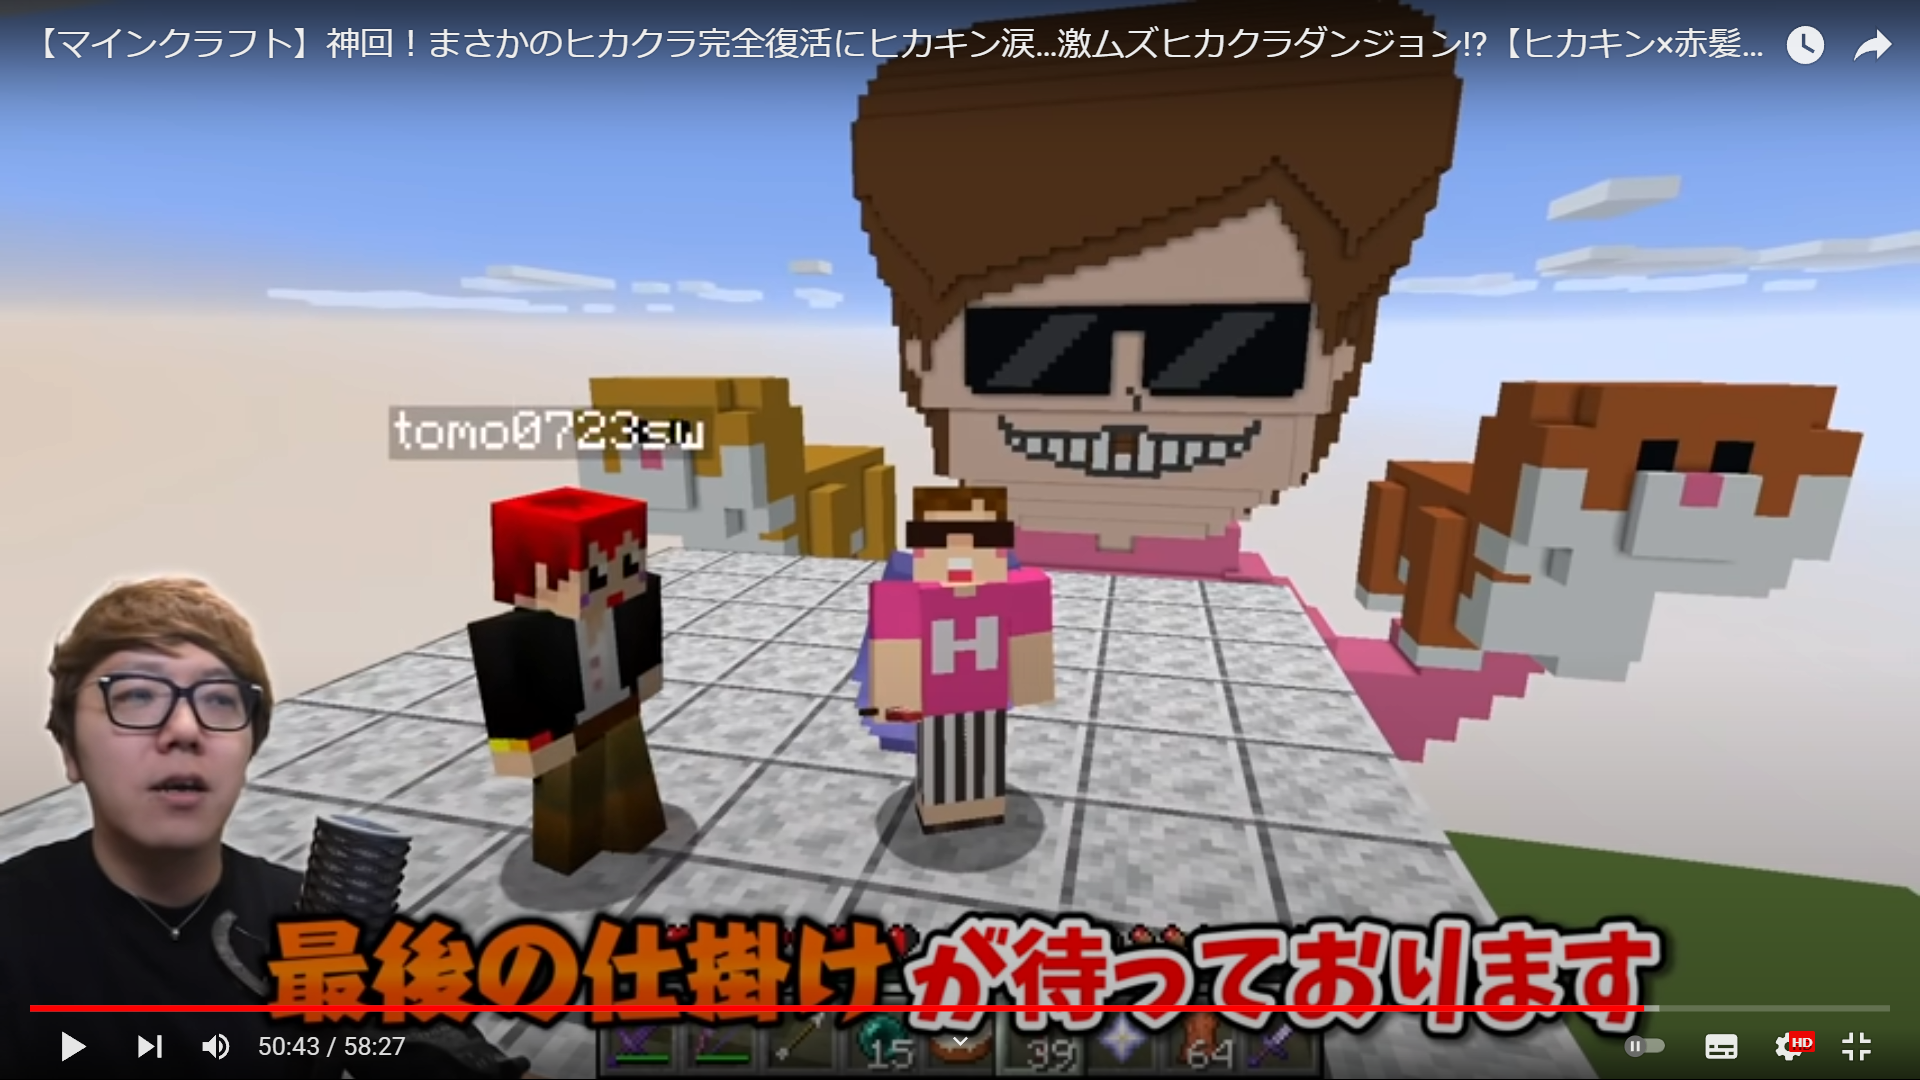 【マインクラフト】神回！まさかのヒカクラ完全復活にヒカキン涙...激ムズヒカクラダンジョン!?【ヒカキン×赤髪...
tomo0723sw
H
最後の仕掛けが待っております
15
39
64
50:43 / 58:27
HD